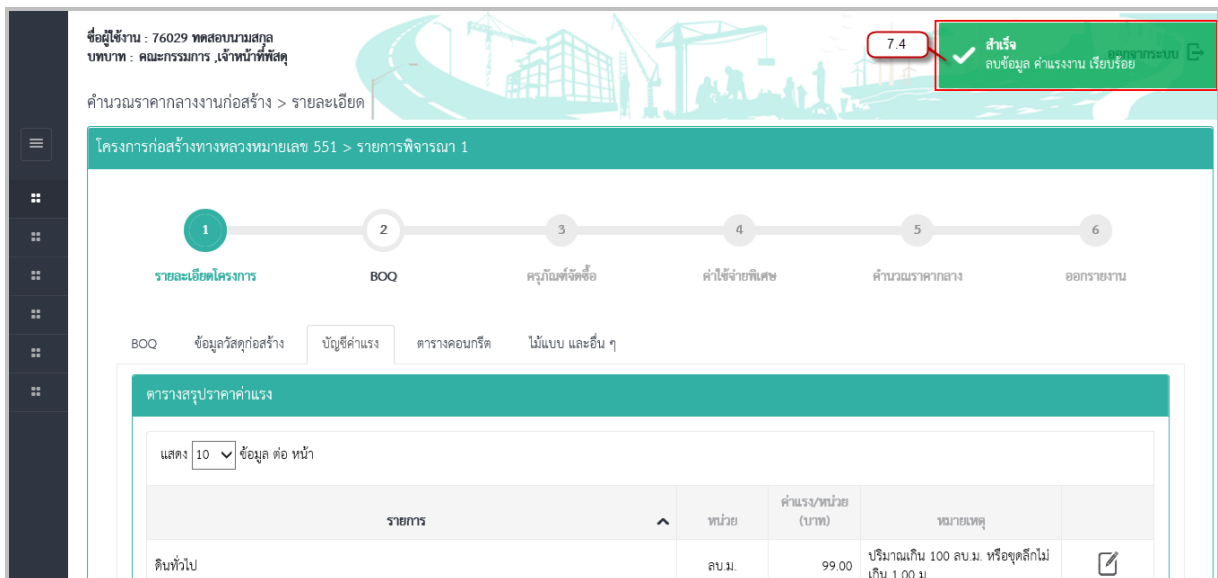 ชื่อผู้ใช้งาน : 76029 ทดสอบนามสกุล
บทบาท : คณะกรรมการ ,เจ้าหน้าที่พัสดุ
7.4
สำเร็จ
ลบข้อมูล ค่าแรงงาน เรียบร้อย
ออกจากระบบ
คำนวณราคากลางงานก่อสร้าง > รายละเอียด
โครงการก่อสร้างทางหลวงหมายเลข 551 > รายการพิจารณา 1
1 2 3 4 5 6
รายละเอียดโครงการ BOQ ครุภัณฑ์จัดซื้อ ค่าใช้จ่ายพิเศษ คำนวณราคากลาง ออกรายงาน
BOQ ข้อมูลวัสดุก่อสร้าง บัญชีค่าแรง ตารางคอนกรีต ไม้แบบ และอื่น ๆ
ตารางสรุปราคาค่าแรง
แสดง 10 ข้อมูล ต่อ หน้า
รายการ หน่วย ค่าแรง/หน่วย (บาท) หมายเหตุ
ดินทั่วไป ลบ.ม. 99.00 ปริมาณเกิน 100 ลบ.ม. หรือขุดลึกไม่
เกิน 1.00 ม